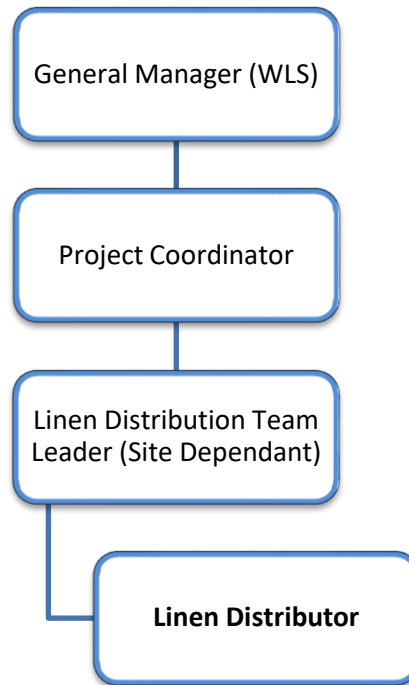 General Manager (WLS)
Project Coordinator
Linen Distribution Team
Leader (Site Dependant)
Linen Distributor